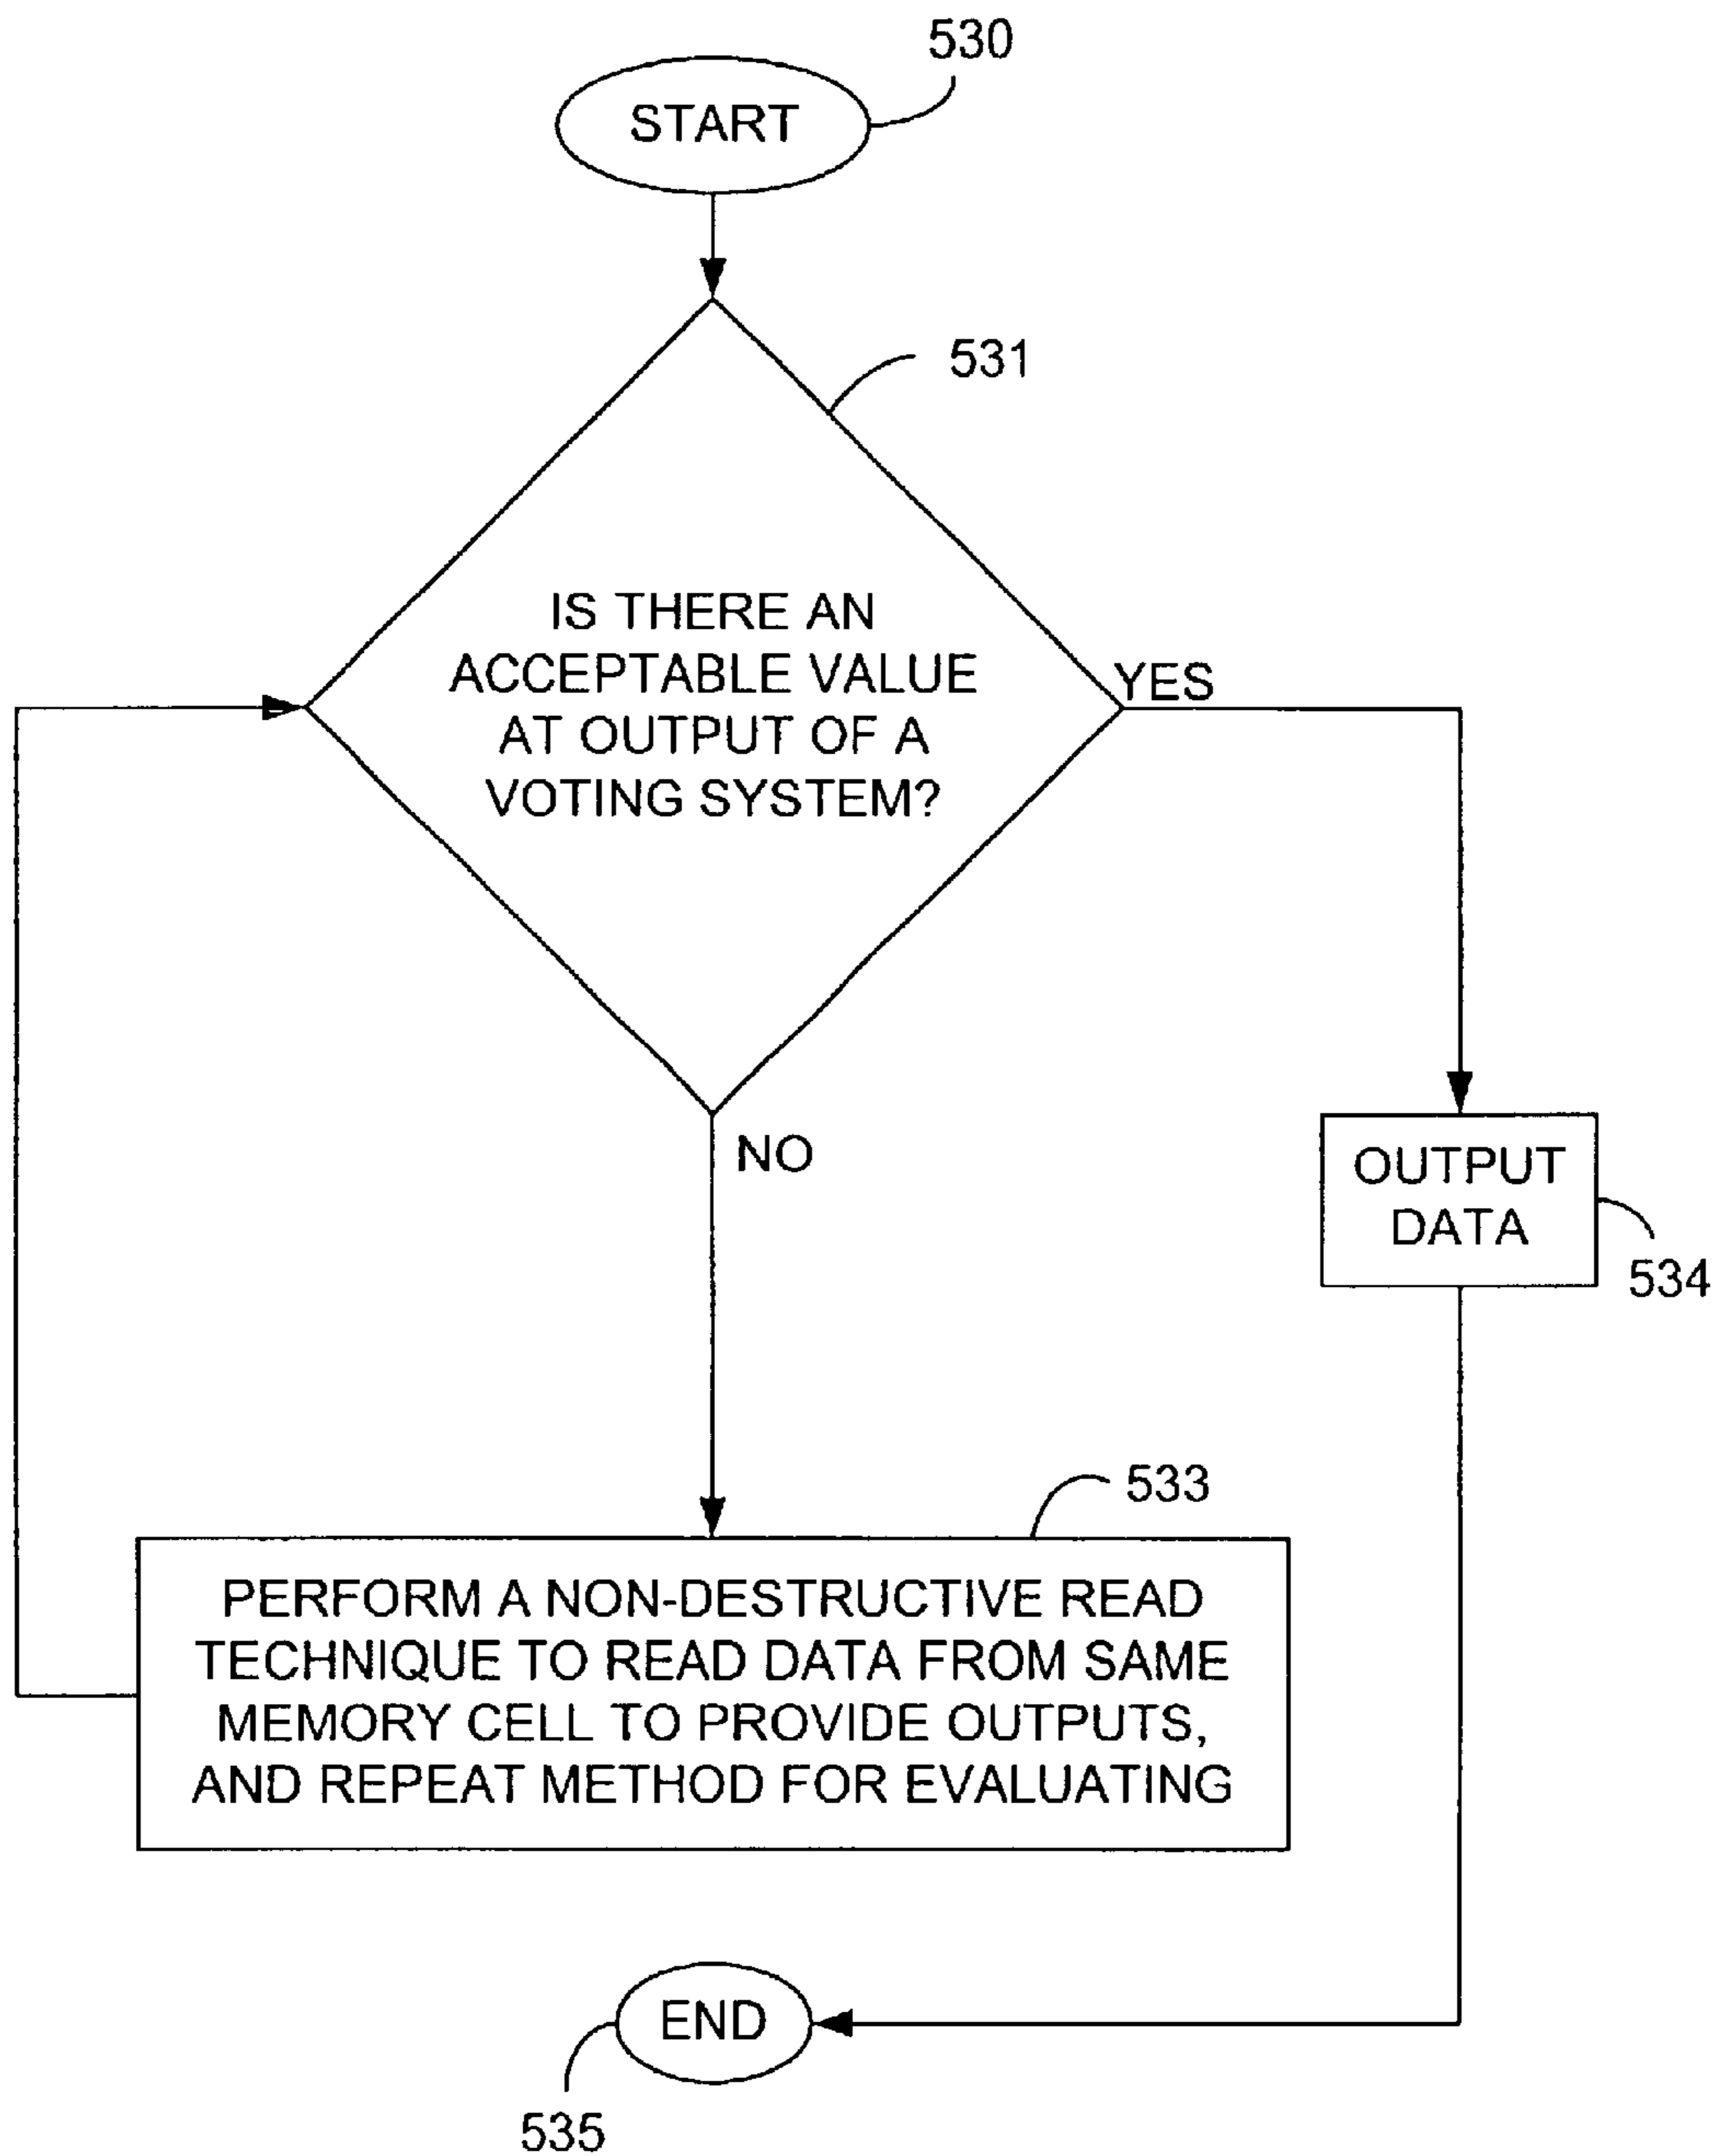 530
START
531
IS THERE AN
ACCEPTABLE VALUE
AT OUTPUT OF A
VOTING SYSTEM?
YES
NO
OUTPUT
DATA
534
533
PERFORM A NON-DESTRUCTIVE READ
TECHNIQUE TO READ DATA FROM SAME
MEMORY CELL TO PROVIDE OUTPUTS,
AND REPEAT METHOD FOR EVALUATING
END
535